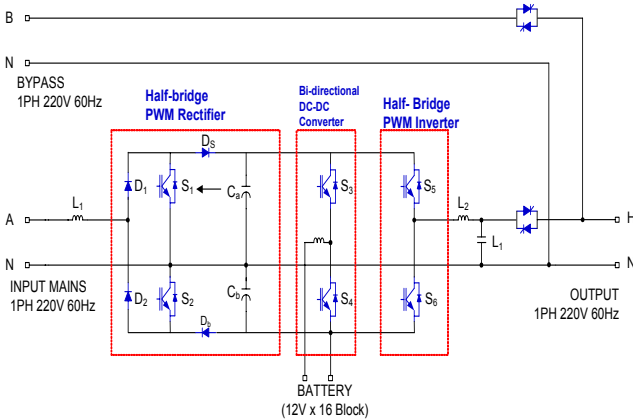 B
N
BYPASS
1PH 220V 60Hz
Half-bridge
PWM Rectifier
Bi-directional
DC-DC
Converter
Half- Bridge
PWM Inverter
DS
D1
S1
Ca
S3
S5
L1
A
L2
H
N
L1
N
INPUT MAINS
1PH 220V 60Hz
D2
S2
Cb
Db
S4
S6
OUTPUT
1PH 220V 60Hz
BATTERY
(12V x 16 Block)